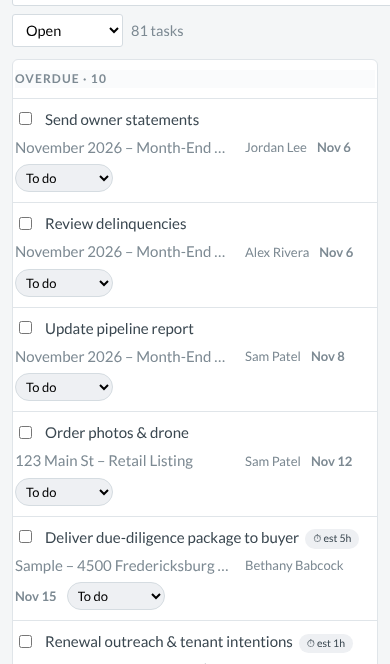 Open 81 tasks
OVERDUE · 10
Send owner statements
November 2026 – Month-End ... Jordan Lee Nov 6
To do
Review delinquencies
November 2026 – Month-End ... Alex Rivera Nov 6
To do
Update pipeline report
November 2026 – Month-End ... Sam Patel Nov 8
To do
Order photos & drone
123 Main St – Retail Listing Sam Patel Nov 12
To do
Deliver due-diligence package to buyer ⏱ est 5h
Sample – 4500 Fredericksburg ... Bethany Babcock
Nov 15 To do
Renewal outreach & tenant intentions ⏱ est 1h